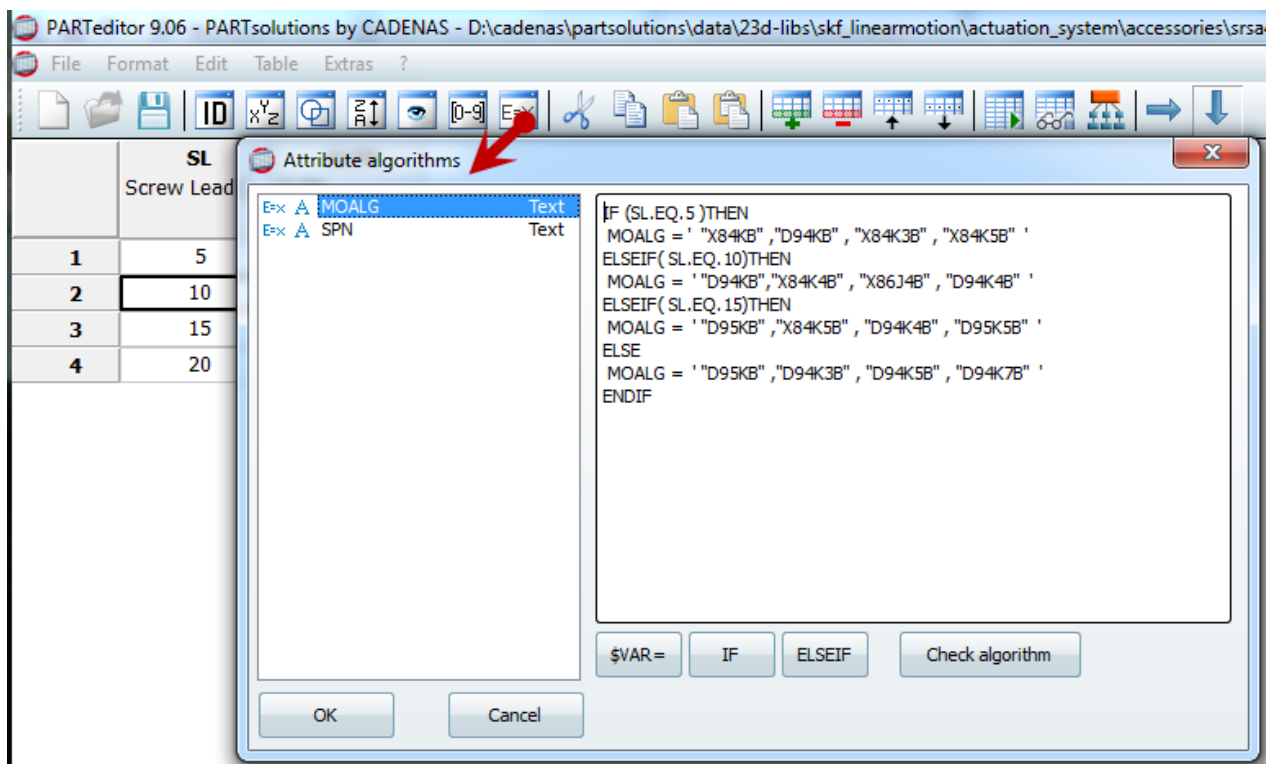 PARTeditor 9.06 - PARTsolutions by CADENAS - D:\cadenas\partsolutions\data\23d-libs\skf_linearmotion\actuation_system\accessories\srsa
File Format Edit Table Extras ?
ID
[0-9]
SL
Screw Lead
1 5
2 10
3 15
4 20
Attribute algorithms
E=x A MOALG Text
E=x A SPN Text
IF (SL.EQ.5 )THEN
MOALG = ' "X84KB" ,"D94KB" , "X84K3B" , "X84K5B" '
ELSEIF( SL.EQ.10)THEN
MOALG = ' "D94KB","X84K4B" , "X86J4B" , "D94K4B" '
ELSEIF( SL.EQ.15)THEN
MOALG = ' "D95KB" ,"X84K5B" , "D94K4B" , "D95K5B" '
ELSE
MOALG = ' "D95KB" ,"D94K3B" , "D94K5B" , "D94K7B" '
ENDIF
$VAR= IF ELSEIF Check algorithm
OK Cancel